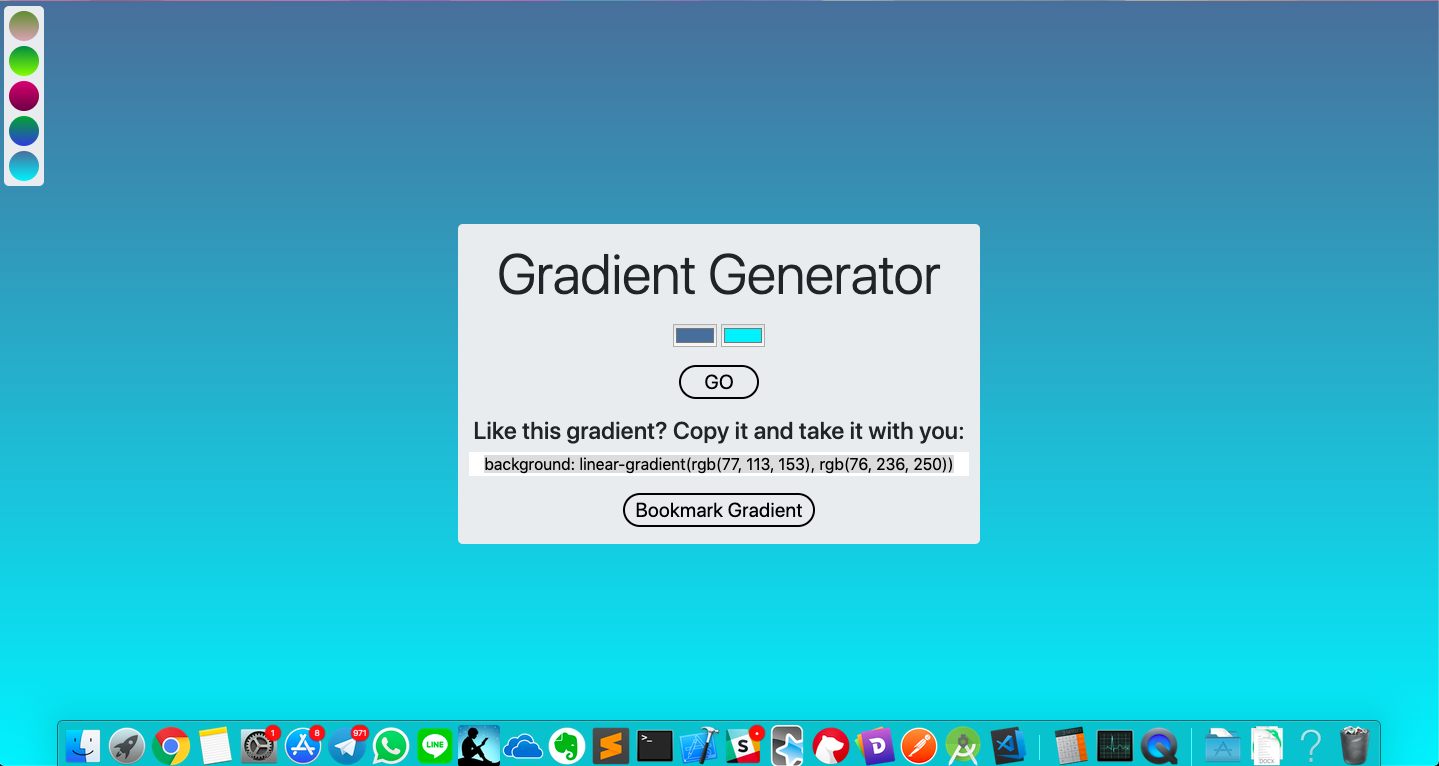 Gradient Generator
GO
Like this gradient? Copy it and take it with you:
background: linear-gradient(rgb(77, 113, 153), rgb(76, 236, 250))
Bookmark Gradient
1
8
971
LINE
>_
S
D
DOCX